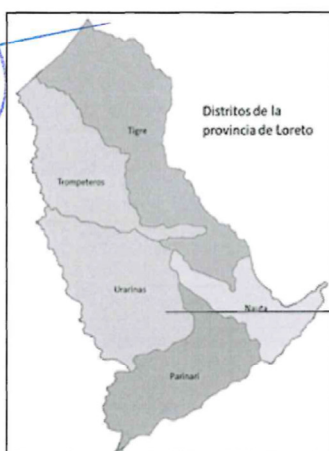 Distritos de la
provincia de Loreto
Tigre
Trompeteros
Urarinas
Nauta
Parinari